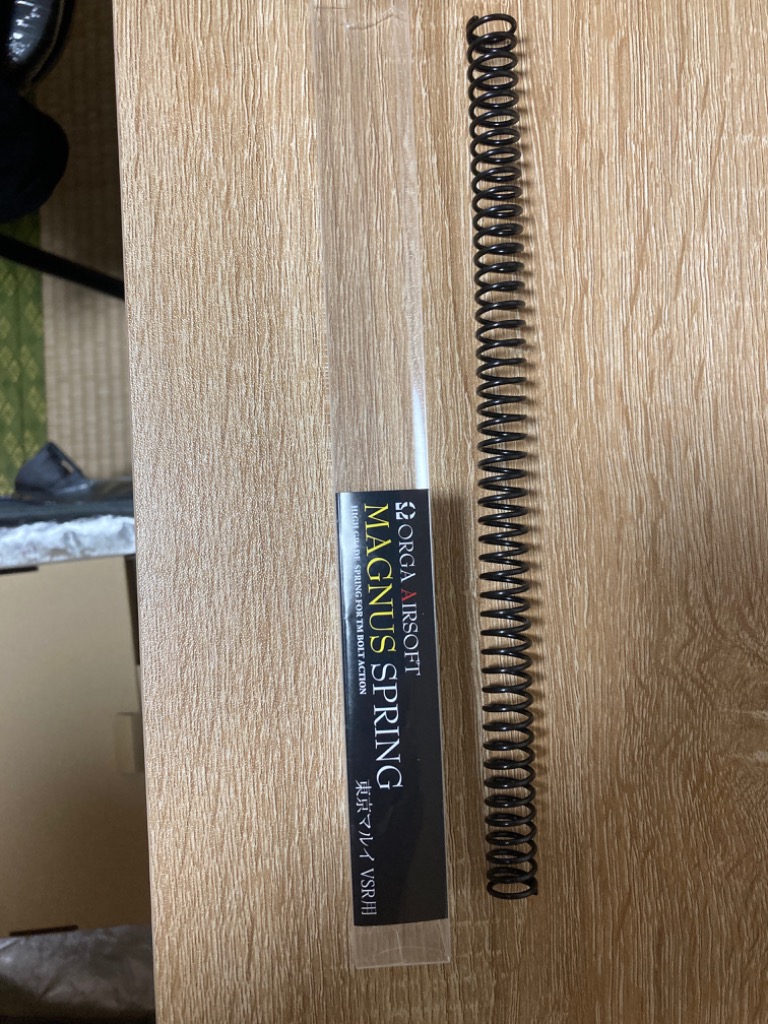 ORGA AIRSOFT
MAGNUS SPRING
HIGH GRADE SPRING FOR TM BOLT ACTION
東京マルイ VSR用